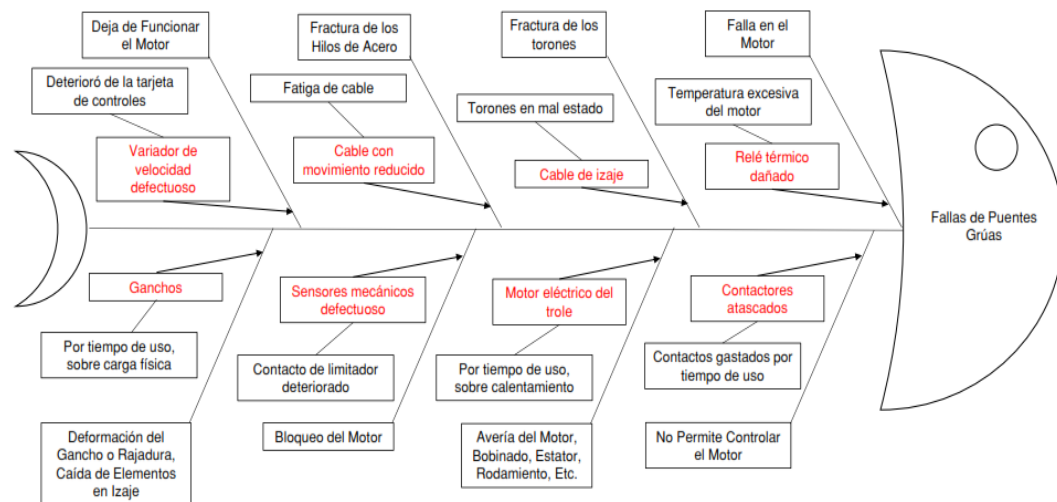 Deja de Funcionar
el Motor
Fractura de los
Hilos de Acero
Fractura de los
torones
Falla en el
Motor
Deterioró de la tarjeta
de controles
Fatiga de cable
Torones en mal estado
Temperatura excesiva
del motor
Variador de
velocidad
defectuoso
Cable con
movimiento reducido
Cable de izaje
Relé térmico
dañado
Fallas de Puentes
Grúas
Ganchos
Sensores mecánicos
defectuoso
Motor eléctrico del
trole
Contactores
atascados
Por tiempo de uso,
sobre carga física
Contacto de limitador
deteriorado
Por tiempo de uso,
sobre calentamiento
Contactos gastados por
tiempo de uso
Deformación del
Gancho o Rajadura,
Caída de Elementos
en Izaje
Bloqueo del Motor
Avería del Motor,
Bobinado, Estator,
Rodamiento, Etc.
No Permite Controlar
el Motor